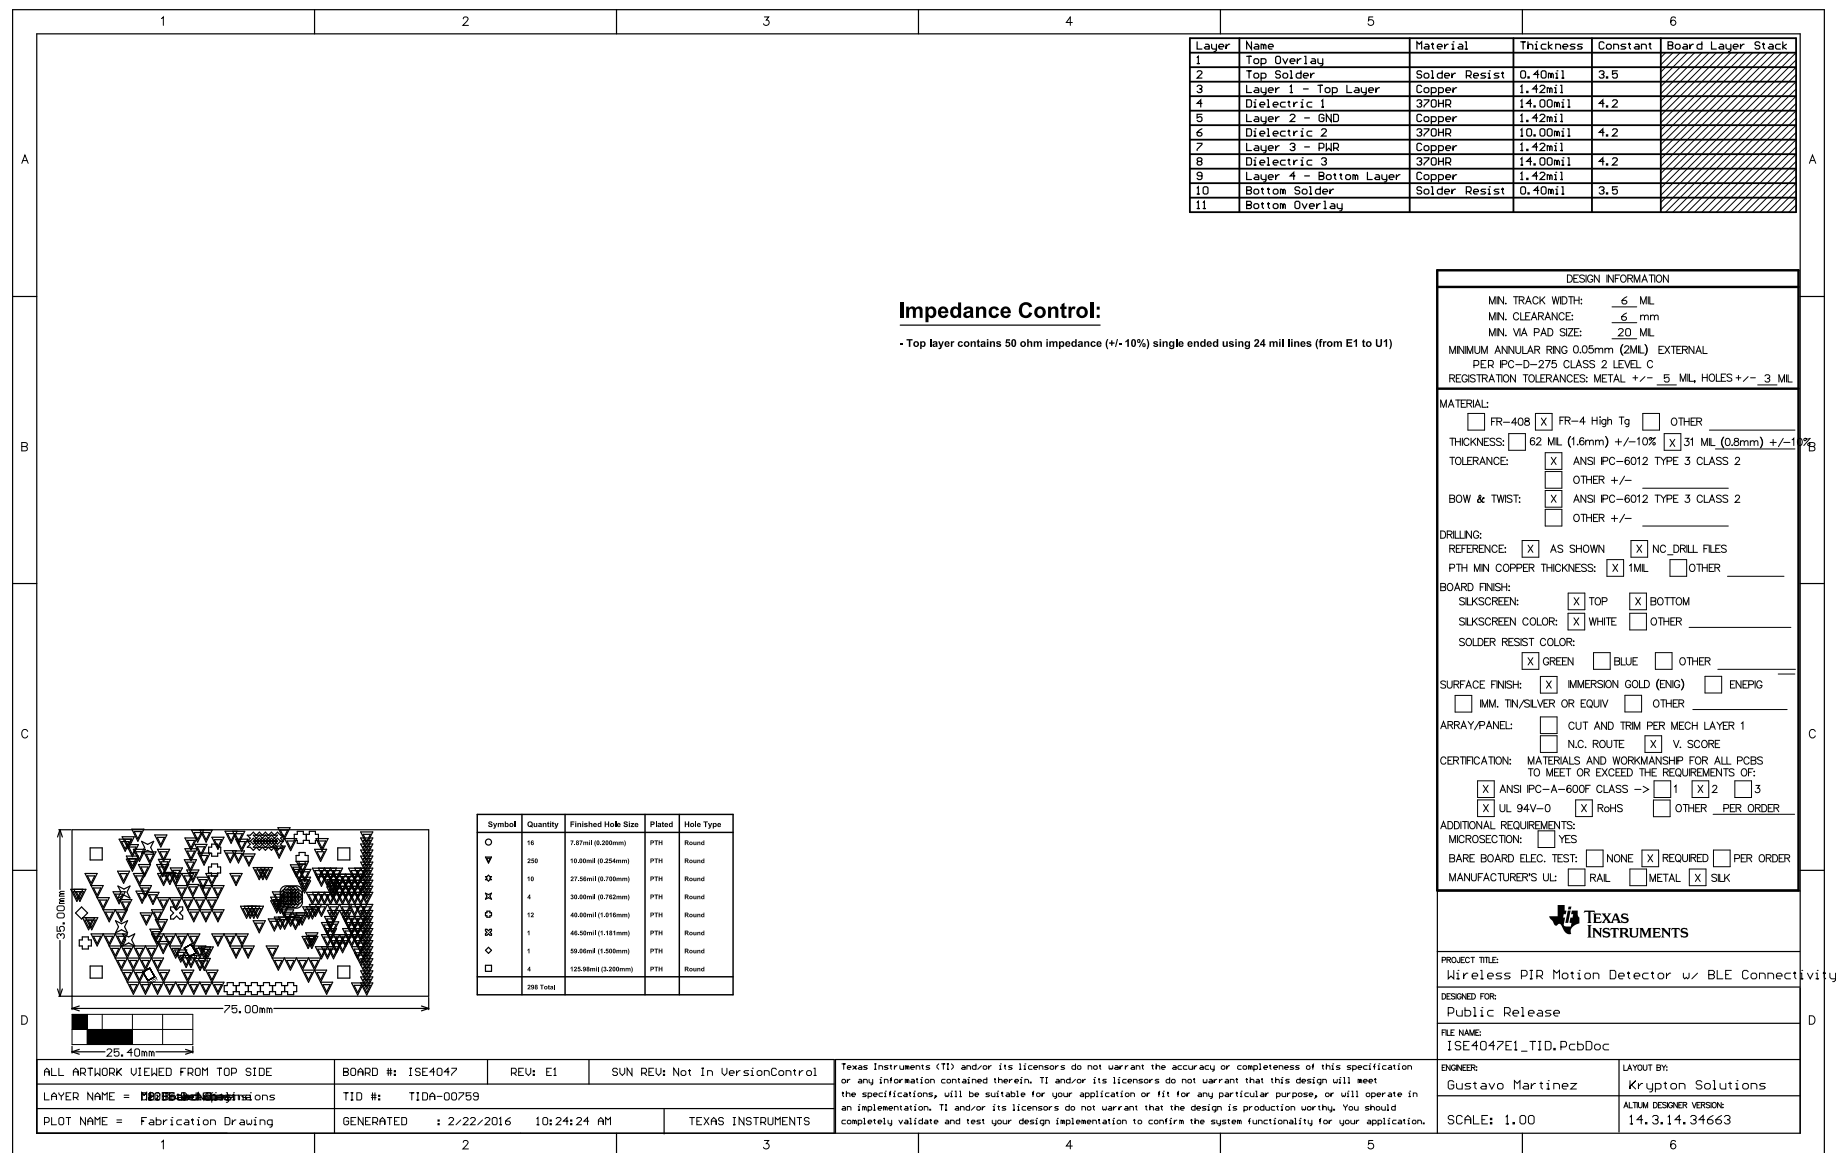 1 2 3 4 5 6
Layer Name Material Thickness Constant Board Layer Stack
1 Top Overlay
2 Top Solder Solder Resist 0.40mil 3.5
3 Layer 1 - Top Layer Copper 1.42mil
4 Dielectric 1 370HR 14.00mil 4.2
5 Layer 2 - GND Copper 1.42mil
6 Dielectric 2 370HR 10.00mil 4.2
7 Layer 3 - PWR Copper 1.42mil
8 Dielectric 3 370HR 14.00mil 4.2
9 Layer 4 - Bottom Layer Copper 1.42mil
10 Bottom Solder Solder Resist 0.40mil 3.5
11 Bottom Overlay
A A
Impedance Control:
- Top layer contains 50 ohm impedance (+/- 10%) single ended using 24 mil lines (from E1 to U1)
DESIGN INFORMATION
MIN. TRACK WIDTH: 6 MIL
MIN. CLEARANCE: 6 mm
MIN. VIA PAD SIZE: 20 MIL
MINIMUM ANNULAR RING 0.05mm (2MIL) EXTERNAL
PER IPC-D-275 CLASS 2 LEVEL C
REGISTRATION TOLERANCES: METAL +/- 5 MIL, HOLES +/- 3 MIL
MATERIAL:
FR-408 X FR-4 High Tg OTHER
THICKNESS: 62 MIL (1.6mm) +/-10% X 31 MIL (0.8mm) +/-10%
B B
TOLERANCE: X ANSI IPC-6012 TYPE 3 CLASS 2
OTHER +/-
BOW & TWIST: X ANSI IPC-6012 TYPE 3 CLASS 2
OTHER +/-
DRILLING:
REFERENCE: X AS SHOWN X NC_DRILL FILES
PTH MIN COPPER THICKNESS: X 1MIL OTHER
BOARD FINISH:
SILKSCREEN: X TOP X BOTTOM
SILKSCREEN COLOR: X WHITE OTHER
SOLDER RESIST COLOR:
X GREEN BLUE OTHER
SURFACE FINISH: X IMMERSION GOLD (ENIG) ENEPIG
IMM. TIN/SILVER OR EQUIV OTHER
ARRAY/PANEL: CUT AND TRIM PER MECH LAYER 1
C C
N.C. ROUTE X V. SCORE
CERTIFICATION: MATERIALS AND WORKMANSHIP FOR ALL PCBS
TO MEET OR EXCEED THE REQUIREMENTS OF:
X ANSI IPC-A-600F CLASS -> 1 X 2 3
X UL 94V-0 X RoHS OTHER PER ORDER
ADDITIONAL REQUIREMENTS:
MICROSECTION: YES
BARE BOARD ELEC. TEST: NONE X REQUIRED PER ORDER
MANUFACTURER'S UL: RAIL METAL X SILK
Symbol Quantity Finished Hole Size Plated Hole Type
16 7.87mil (0.200mm) PTH Round
250 10.00mil (0.254mm) PTH Round
10 27.56mil (0.700mm) PTH Round
4 30.00mil (0.762mm) PTH Round
12 40.00mil (1.016mm) PTH Round
1 46.50mil (1.181mm) PTH Round
1 59.06mil (1.500mm) PTH Round
4 125.98mil (3.200mm) PTH Round
298 Total
35.00mm
75.00mm
25.40mm
D D
TEXAS
INSTRUMENTS
PROJECT TITLE:
Wireless PIR Motion Detector w/ BLE Connectivity
DESIGNED FOR:
Public Release
FILE NAME:
ISE4047E1_TID.PcbDoc
ENGINEER:
Gustavo Martinez
LAYOUT BY:
Krypton Solutions
SCALE: 1.00
ALTIUM DESIGNER VERSION:
14.3.14.34663
ALL ARTWORK VIEWED FROM TOP SIDE BOARD #: ISE4047 REV: E1 SVN REV: Not In VersionControl
LAYER NAME = TID #: TIDA-00759
PLOT NAME = Fabrication Drawing GENERATED : 2/22/2016 10:24:24 AM TEXAS INSTRUMENTS
Texas Instruments (TI) and/or its licensors do not warrant the accuracy or completeness of this specification
or any information contained therein. TI and/or its licensors do not warrant that this design will meet
the specifications, will be suitable for your application or fit for any particular purpose, or will operate in
an implementation. TI and/or its licensors do not warrant that the design is production worthy. You should
completely validate and test your design implementation to confirm the system functionality for your application.
1 2 3 4 5 6